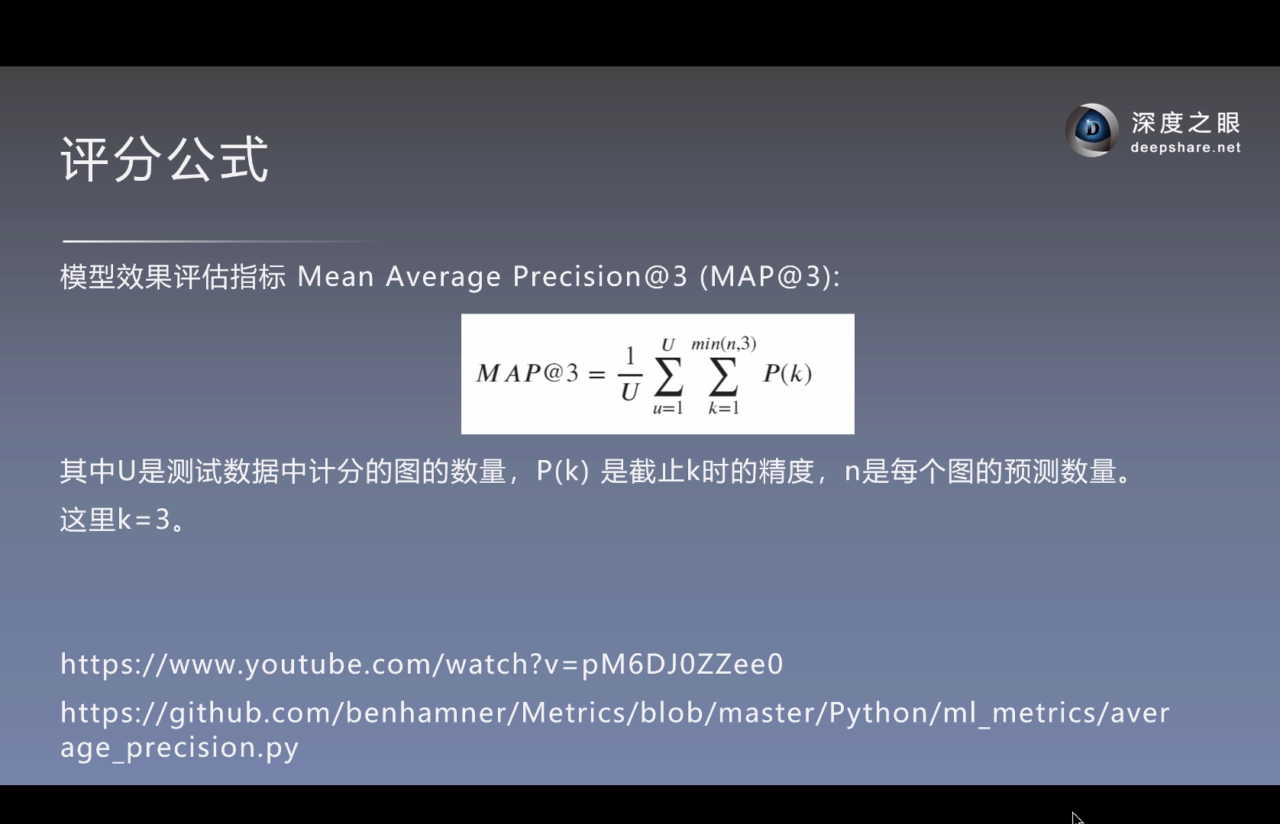 深度之眼
deepshare.net
评分公式
模型效果评估指标 Mean Average Precision@3 (MAP@3):
MAP@3 = \frac{1}{U} \sum_{u=1}^{U} \sum_{k=1}^{min(n,3)} P(k)
其中U是测试数据中计分的图的数量，P(k) 是截止k时的精度，n是每个图的预测数量。
这里k=3。
https://www.youtube.com/watch?v=pM6DJ0ZZee0
https://github.com/benhamner/Metrics/blob/master/Python/ml_metrics/aver
age_precision.py